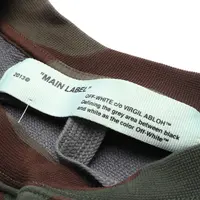 2013©
"MAIN LABEL"
OFF-WHITE c/o VIRGIL ABLOH™
Defining the grey area between black
and white as the color Off-White™